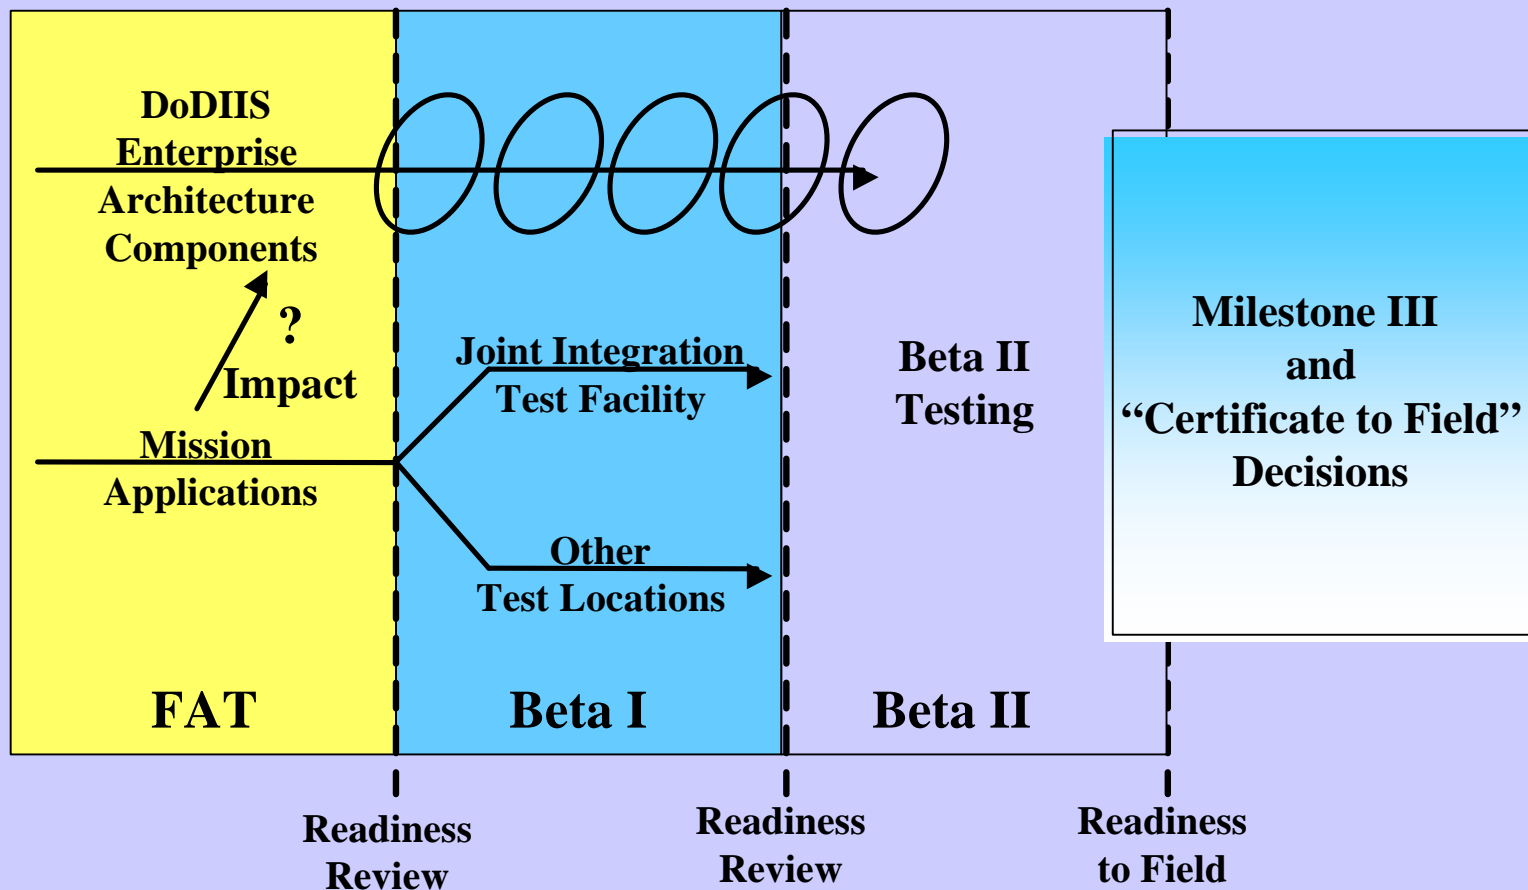 DoDIIS
Enterprise
Architecture
Components
?
Impact
Mission
Applications
FAT
Joint Integration
Test Facility
Other
Test Locations
Beta I
Beta II
Testing
Beta II
Milestone III
and
“Certificate to Field”
Decisions
Readiness
Review
Readiness
Review
Readiness
to Field